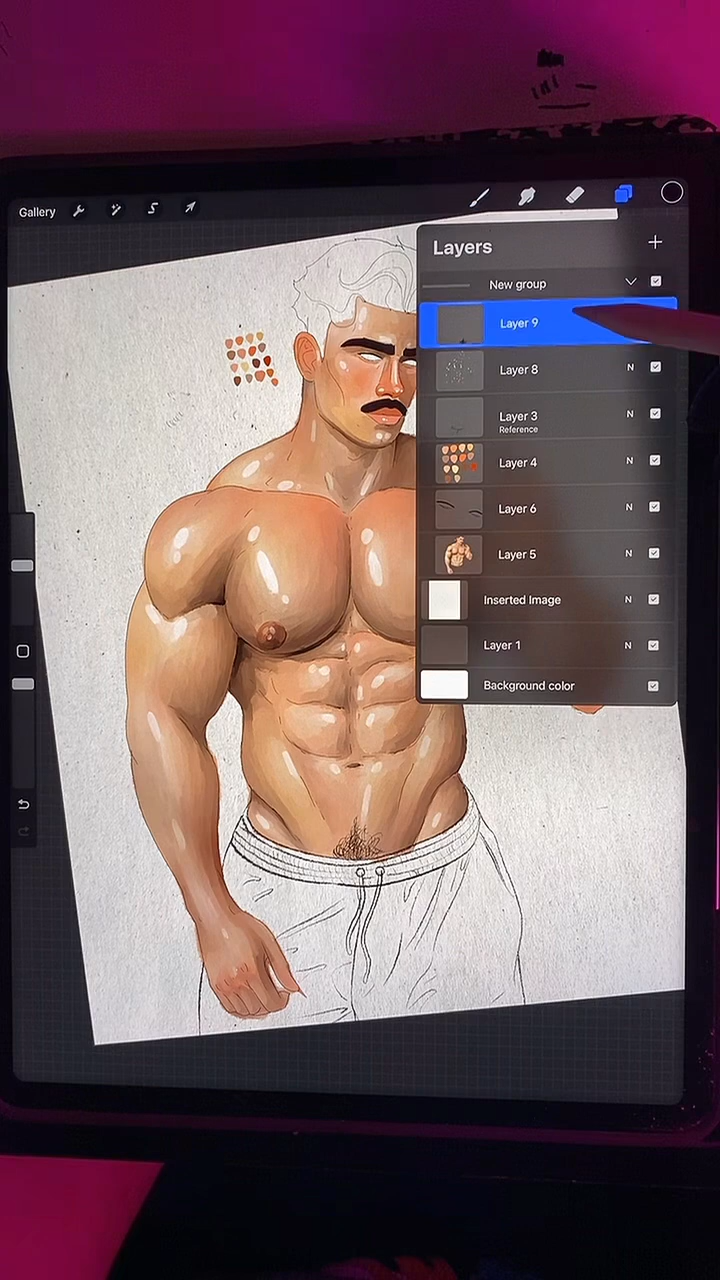 Gallery
Layers
New group
Layer 9
Layer 8 N
Layer 3 N
Reference
Layer 4 N
Layer 6 N
Layer 5 N
Inserted Image N
Layer 1 N
Background color